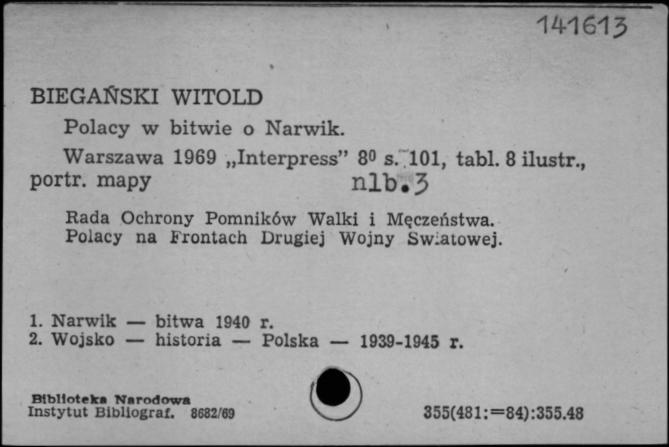 141613
BIEGAŃSKI WITOLD
Polacy w bitwie o Narwik.
Warszawa 1969 „Interpress” 8⁰ s. 101, tabl. 8 ilustr.,
portr. mapy nlb. 3
Rada Ochrony Pomników Walki i Męczeństwa.
Polacy na Frontach Drugiej Wojny Światowej.
1. Narwik — bitwa 1940 r.
2. Wojsko — historia — Polska — 1939-1945 r.
Biblioteka Narodowa
Instytut Bibliograf. 8682/69 355(481:=84):355.48